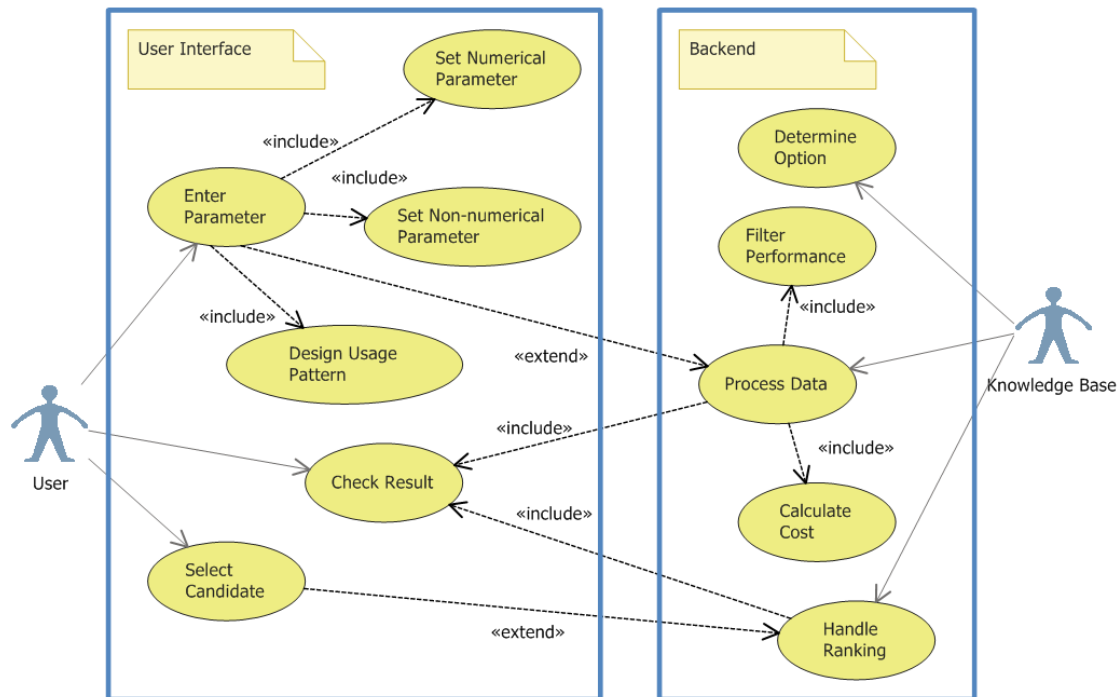 User Interface
Set Numerical
Parameter
«include»
Enter
Parameter
«include»
Set Non-numerical
Parameter
«include»
Design Usage
Pattern
«extend»
User
Check Result
«include»
«include»
Select
Candidate
«extend»
Backend
Determine
Option
Filter
Performance
«include»
Process Data
«include»
Calculate
Cost
Handle
Ranking
Knowledge Base